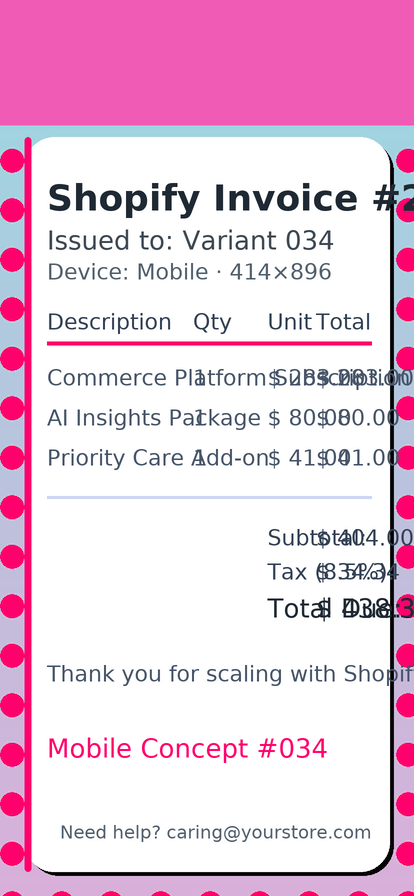 Shopify Invoice #2
Issued to: Variant 034
Device: Mobile · 414×896
Description Qty Unit Total
Commerce Platform Subscription 1 $ 283.00 $ 283.00
AI Insights Package 1 $ 80.00 $ 80.00
Priority Care Add-on 1 $ 41.00 $ 41.00
Subtotal: $ 404.00
Tax (8.5%): $ 34.34
Total Due: $ 438.3
Thank you for scaling with Shopif
Mobile Concept #034
Need help? caring@yourstore.com